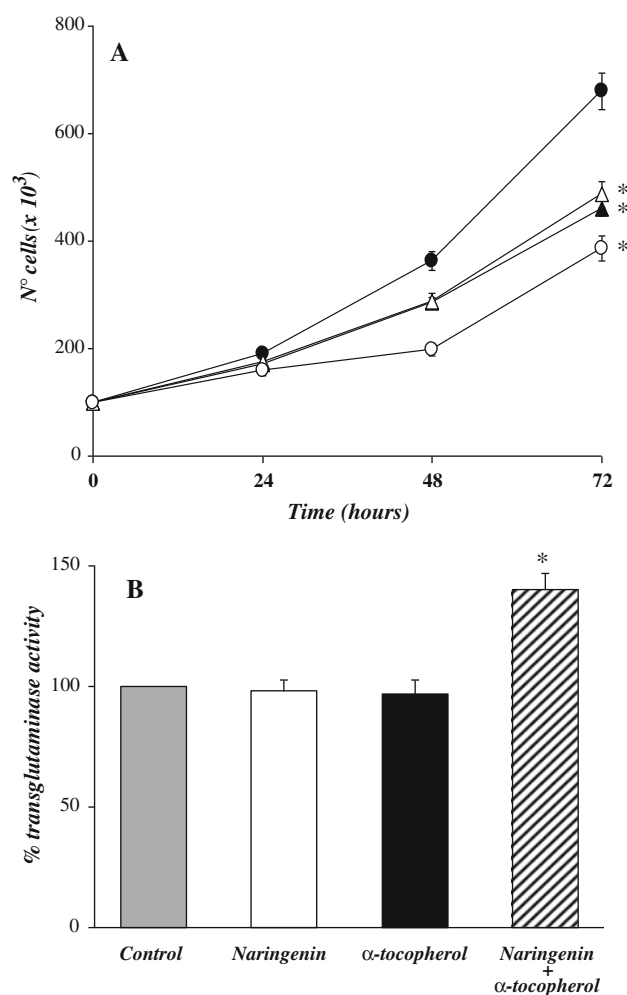 A
N° cells (x 10³)
800
600
400
200
0
*
*
*
0 24 48 72
Time (hours)
B
% transglutaminase activity
150
100
50
0
*
Control Naringenin α-tocopherol Naringenin
+
α-tocopherol